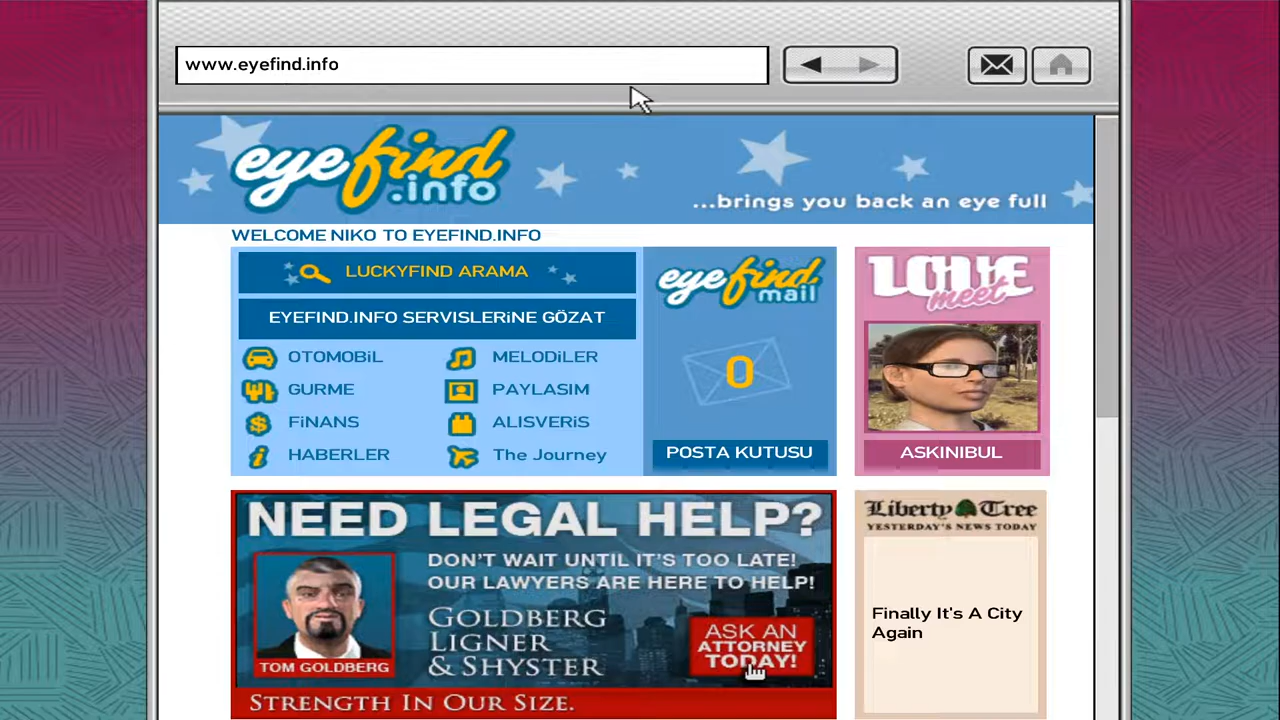 www.eyefind.info
eyefind
.info
...brings you back an eye full
WELCOME NIKO TO EYEFIND.INFO
LUCKYFIND ARAMA
EYEFIND.INFO SERVISLERiNE GÖZAT
OTOMOBiL
MELODiLER
GURME
PAYLASIM
FiNANS
ALISVERiS
HABERLER
The Journey
eyefind
mail
0
POSTA KUTUSU
LOVE
meet
ASKINIBUL
NEED LEGAL HELP?
DON'T WAIT UNTIL IT'S TOO LATE!
OUR LAWYERS ARE HERE TO HELP!
GOLDBERG
LIGNER
& SHYSTER
TOM GOLDBERG
ASK AN
ATTORNEY
TODAY!
STRENGTH IN OUR SIZE.
Liberty Tree
YESTERDAY'S NEWS TODAY
Finally It's A City
Again